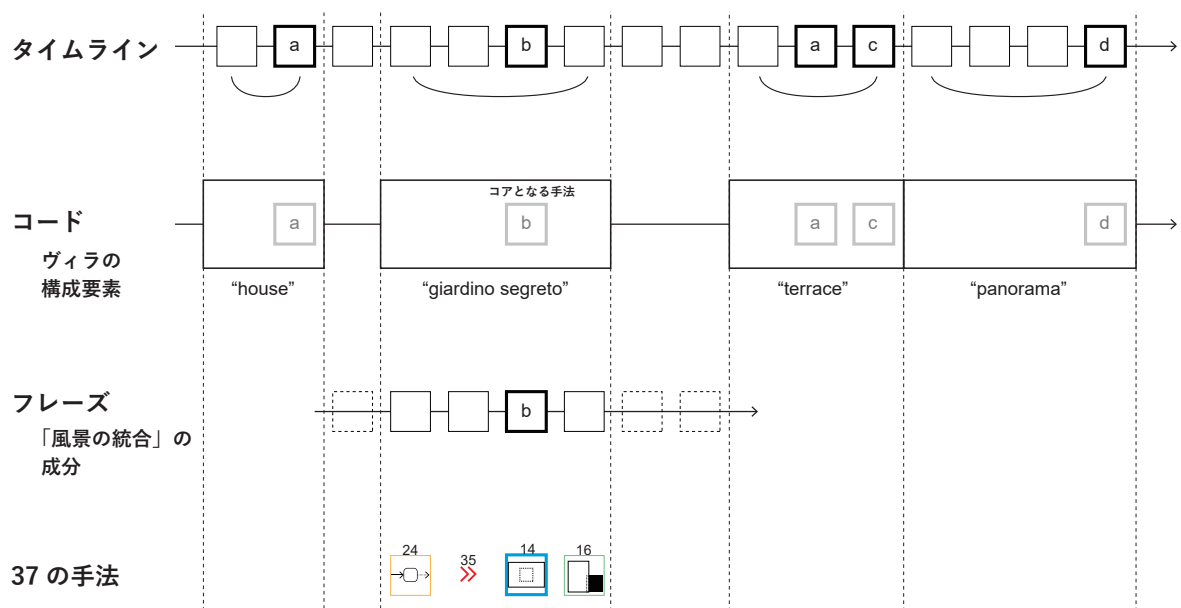 タイムライン
a
b
a
c
d
コード
ヴィラの
構成要素
コアとなる手法
a
b
a
c
d
“house”
“giardino segreto”
“terrace”
“panorama”
フレーズ
「風景の統合」の
成分
b
37 の手法
24
35
14
16